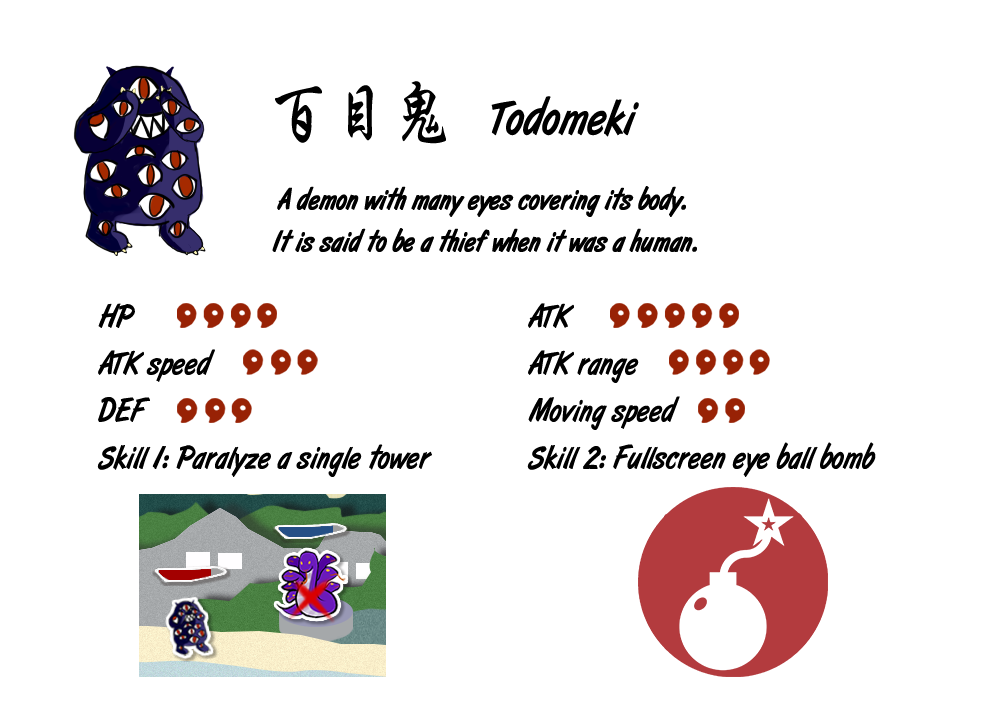 百目鬼 Todomeki
A demon with many eyes covering its body.
It is said to be a thief when it was a human.
HP
ATK
ATK speed
ATK range
DEF
Moving speed
Skill 1: Paralyze a single tower
Skill 2: Fullscreen eye ball bomb